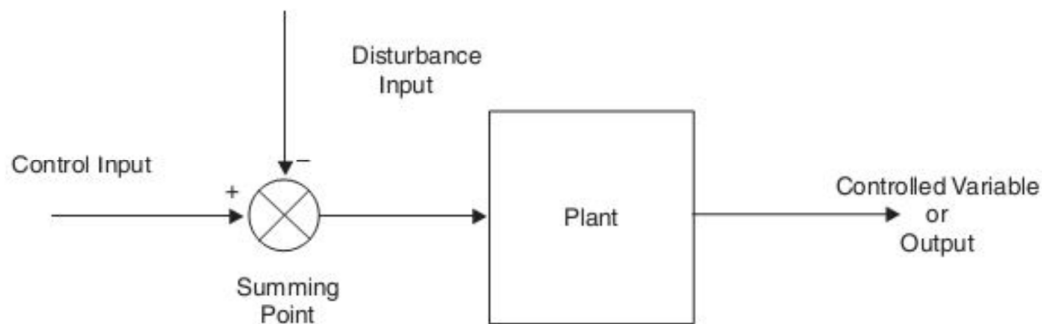 Disturbance
Input
Control Input
+
–
Summing
Point
Plant
Controlled Variable
or
Output